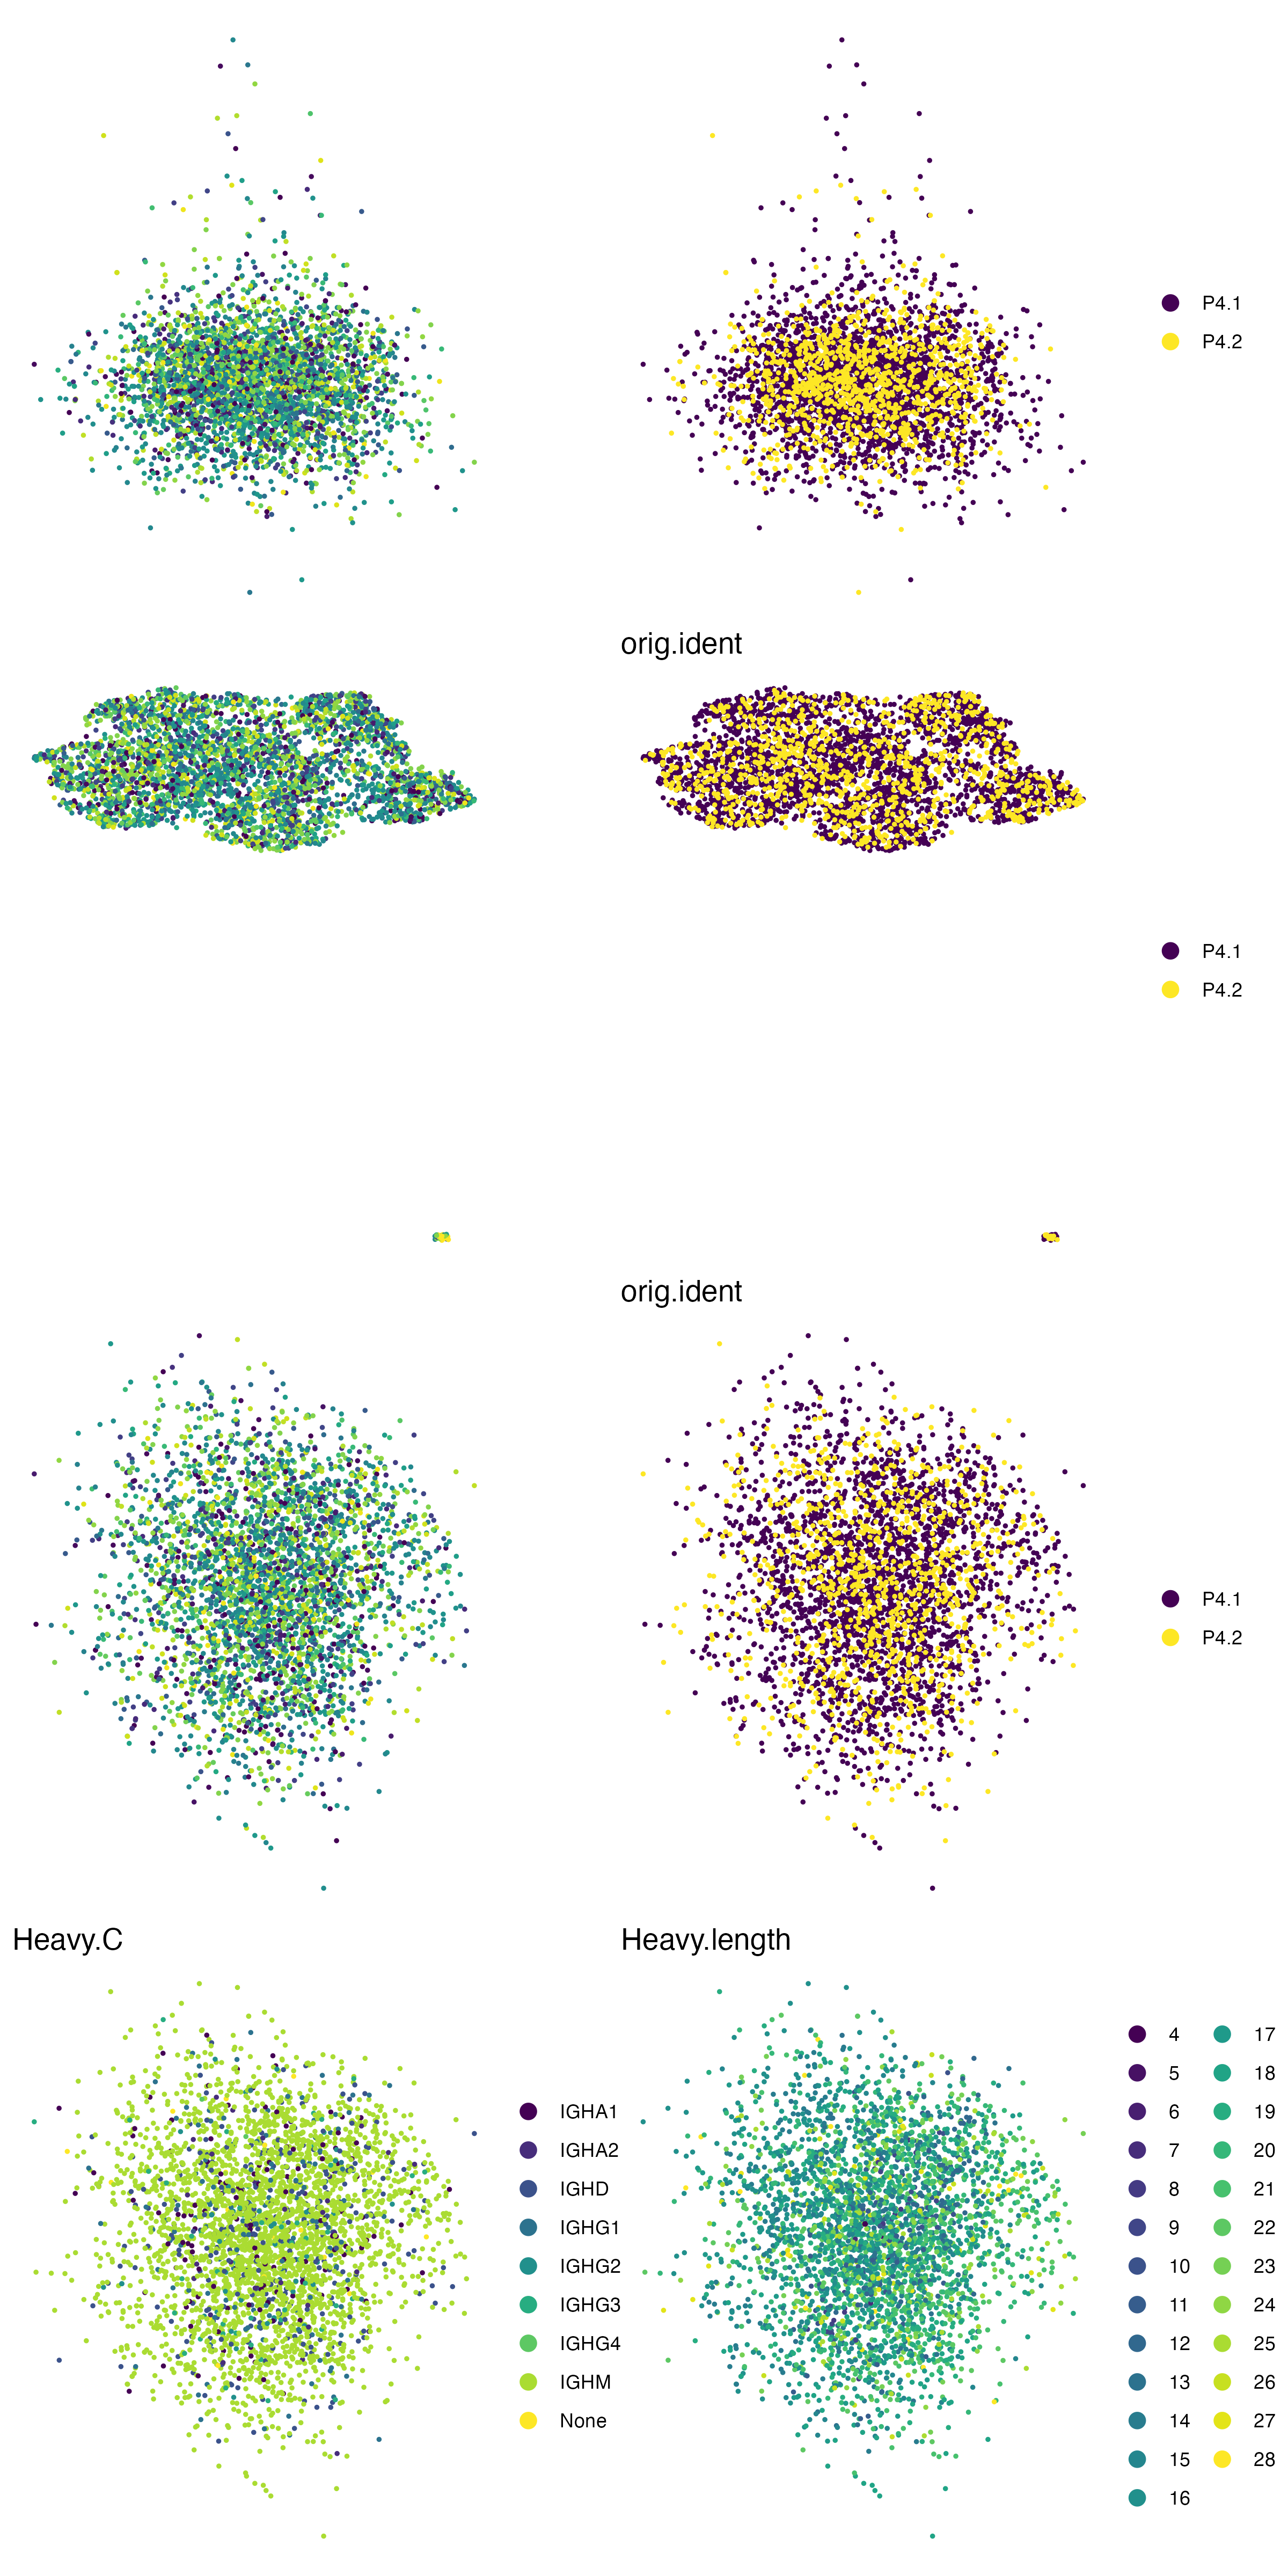 P4.1
P4.2
orig.ident
P4.1
P4.2
orig.ident
P4.1
P4.2
Heavy.C
IGHA1
IGHA2
IGHD
IGHG1
IGHG2
IGHG3
IGHG4
IGHM
None
Heavy.length
4
5
6
7
8
9
10
11
12
13
14
15
16
17
18
19
20
21
22
23
24
25
26
27
28